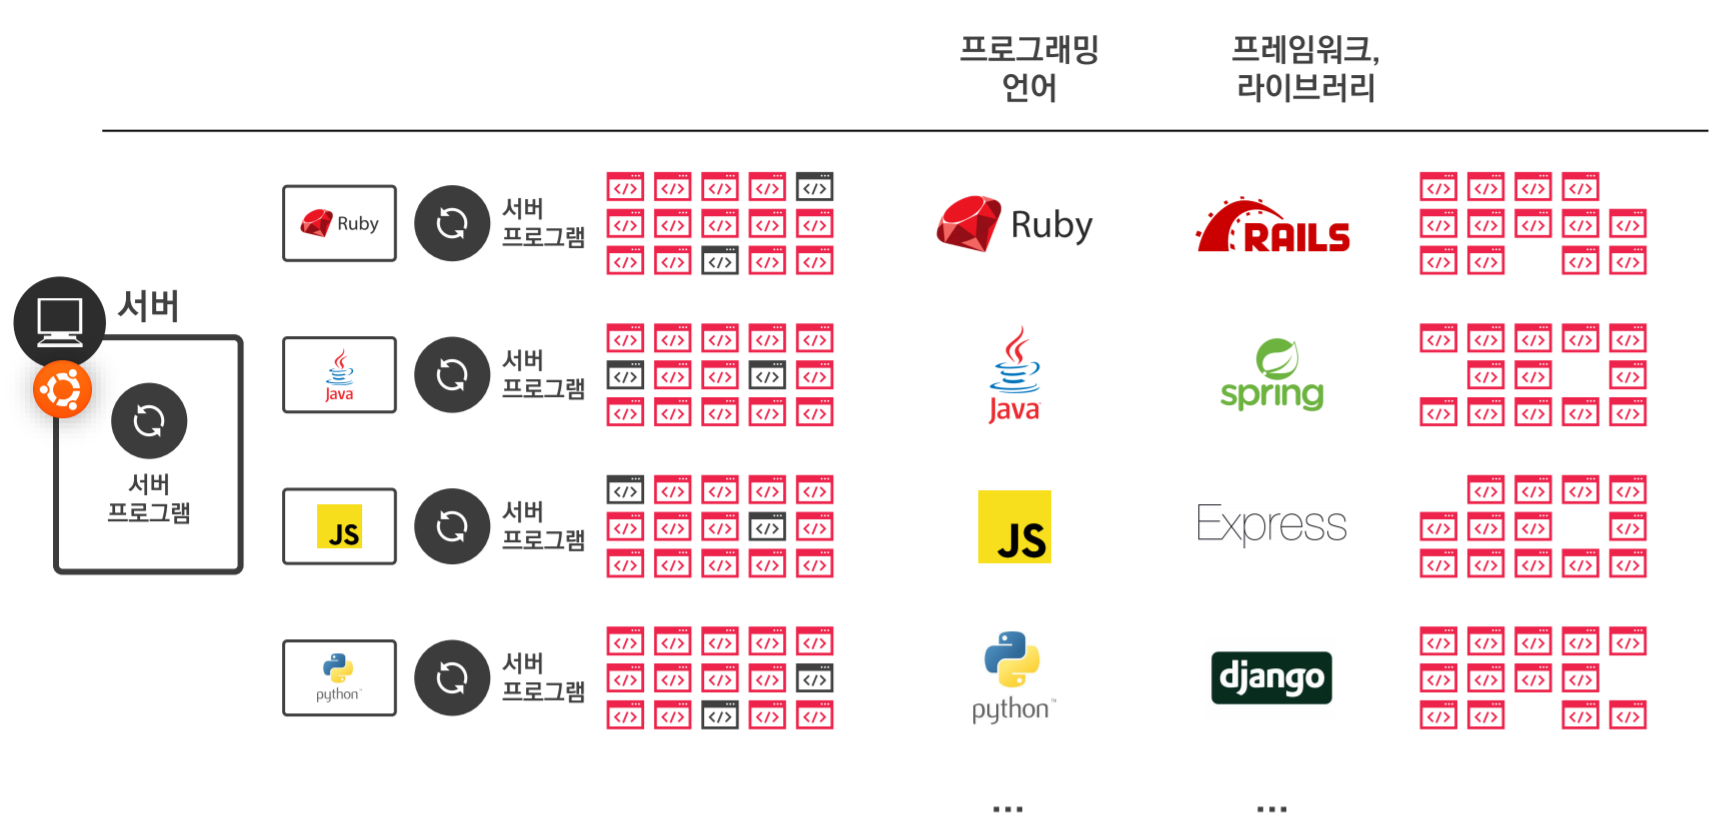 프로그래밍
언어
프레임워크,
라이브러리
서버
서버
프로그램
Ruby
서버
프로그램
Ruby
RAILS
Java
서버
프로그램
Java
spring
JS
서버
프로그램
JS
Express
python
서버
프로그램
python
django
...
...